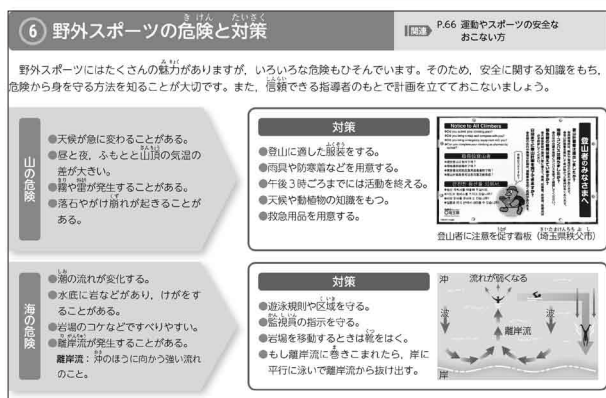 6 野外スポーツの危険と対策
関連 P.66 運動やスポーツの安全な
おこない方
野外スポーツにはたくさんの魅力がありますが、いろいろな危険もひそんでいます。そのため、安全に関する知識をもち、
危険から身を守る方法を知ることが大切です。また、信頼できる指導者のもとで計画を立てておこないましょう。
山の危険
●天候が急に変わることがある。
●昼と夜、ふもとと山頂の気温の
差が大きい。
●霧や雷が発生することがある。
●落石やがけ崩れが起きることが
ある。
対策
●登山に適した服装をする。
●雨具や防寒着などを用意する。
●午後3時ごろまでには活動を終える。
●天候や動植物の知識をもつ。
●救急用品を用意する。
Notice to All Climbers
登山者のみなさまへ
登山者に注意を促す看板(埼玉県秩父市)
海の危険
●潮の流れが変化する。
●水底に岩などがあり、けがをす
ることがある。
●岩場のコケなどですべりやすい。
●離岸流が発生することがある。
離岸流:沖のほうに向かう強い流れ
のこと。
対策
●遊泳規則や区域を守る。
●監視員の指示を守る。
●岩場を移動するときは靴をはく。
●もし離岸流に巻きこまれたら、岸に
平行に泳いで離岸流から抜け出す。
沖 流れが弱くなる
波 波
離岸流
岸